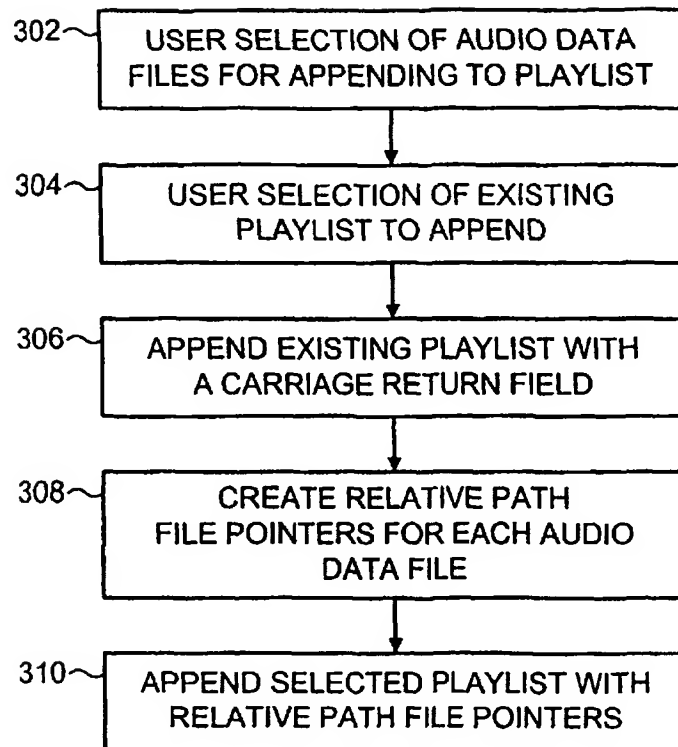 302
USER SELECTION OF AUDIO DATA
FILES FOR APPENDING TO PLAYLIST
304
USER SELECTION OF EXISTING
PLAYLIST TO APPEND
306
APPEND EXISTING PLAYLIST WITH
A CARRIAGE RETURN FIELD
308
CREATE RELATIVE PATH
FILE POINTERS FOR EACH AUDIO
DATA FILE
310
APPEND SELECTED PLAYLIST WITH
RELATIVE PATH FILE POINTERS